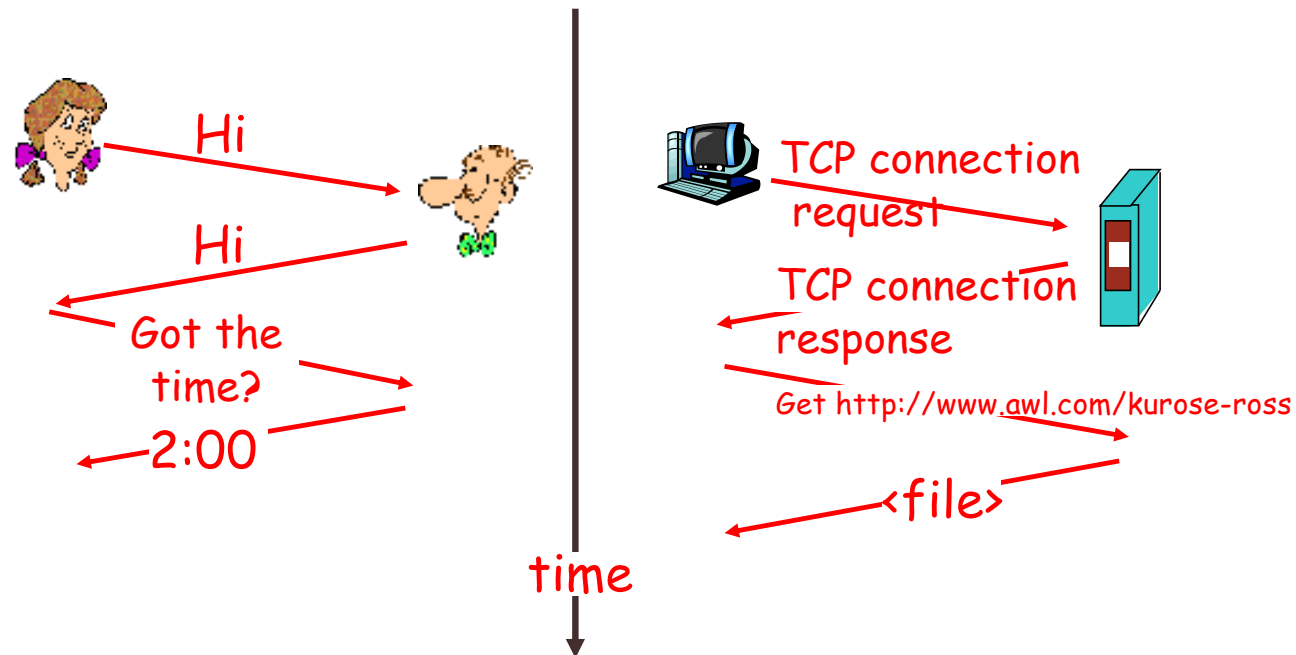 Hi
Hi
Got the
time?
2:00
time
TCP connection
request
TCP connection
response
Get http://www.awl.com/kurose-ross
<file>